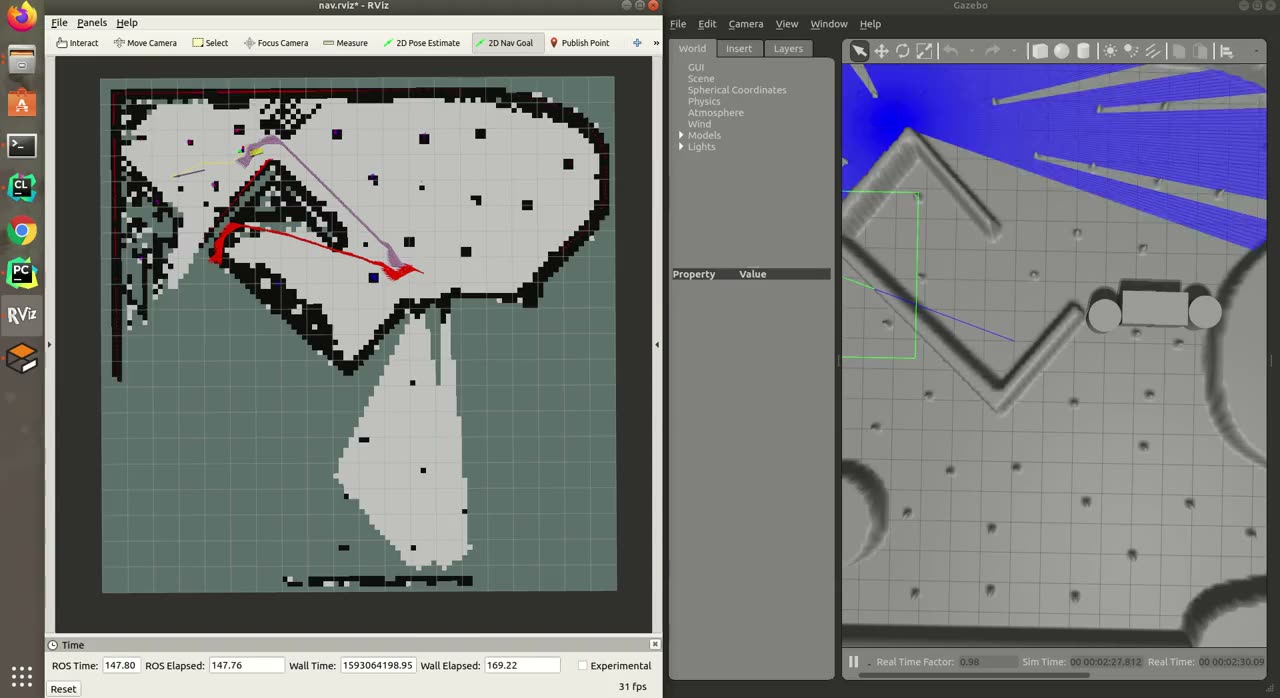 nav.rviz* - RViz
File Panels Help
Interact Move Camera Select Focus Camera Measure 2D Pose Estimate 2D Nav Goal Publish Point »
CL
PC
RViz
Time
ROS Time: 147.80 ROS Elapsed: 147.76 Wall Time: 1593064198.95 Wall Elapsed: 169.22 Experimental
Reset 31 fps
Gazebo
File Edit Camera View Window Help
World Insert Layers
GUI
Scene
Spherical Coordinates
Physics
Atmosphere
Wind
Models
Lights
Property Value
Real Time Factor: 0.98 Sim Time: 00 00:02:27.812 Real Time: 00 00:02:30.09